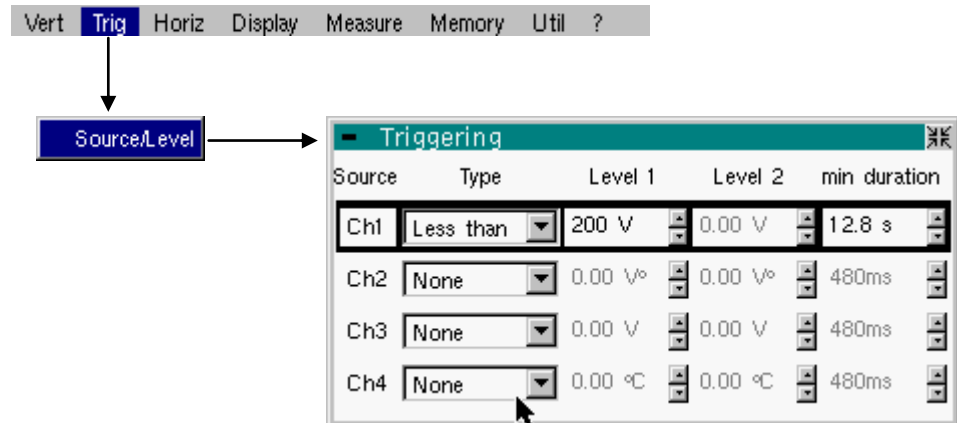 Vert Trig Horiz Display Measure Memory Util ?
Source/Level
Triggering
Source Type Level 1 Level 2 min duration
Ch1 Less than 200 V 0.00 V 12.8 s
Ch2 None 0.00 V° 0.00 V° 480ms
Ch3 None 0.00 V 0.00 V 480ms
Ch4 None 0.00 °C 0.00 °C 480ms